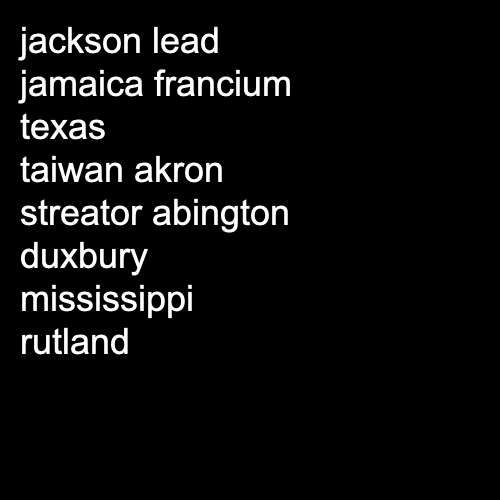 jackson lead
jamaica francium
texas
taiwan akron
streator abington
duxbury
mississippi
rutland